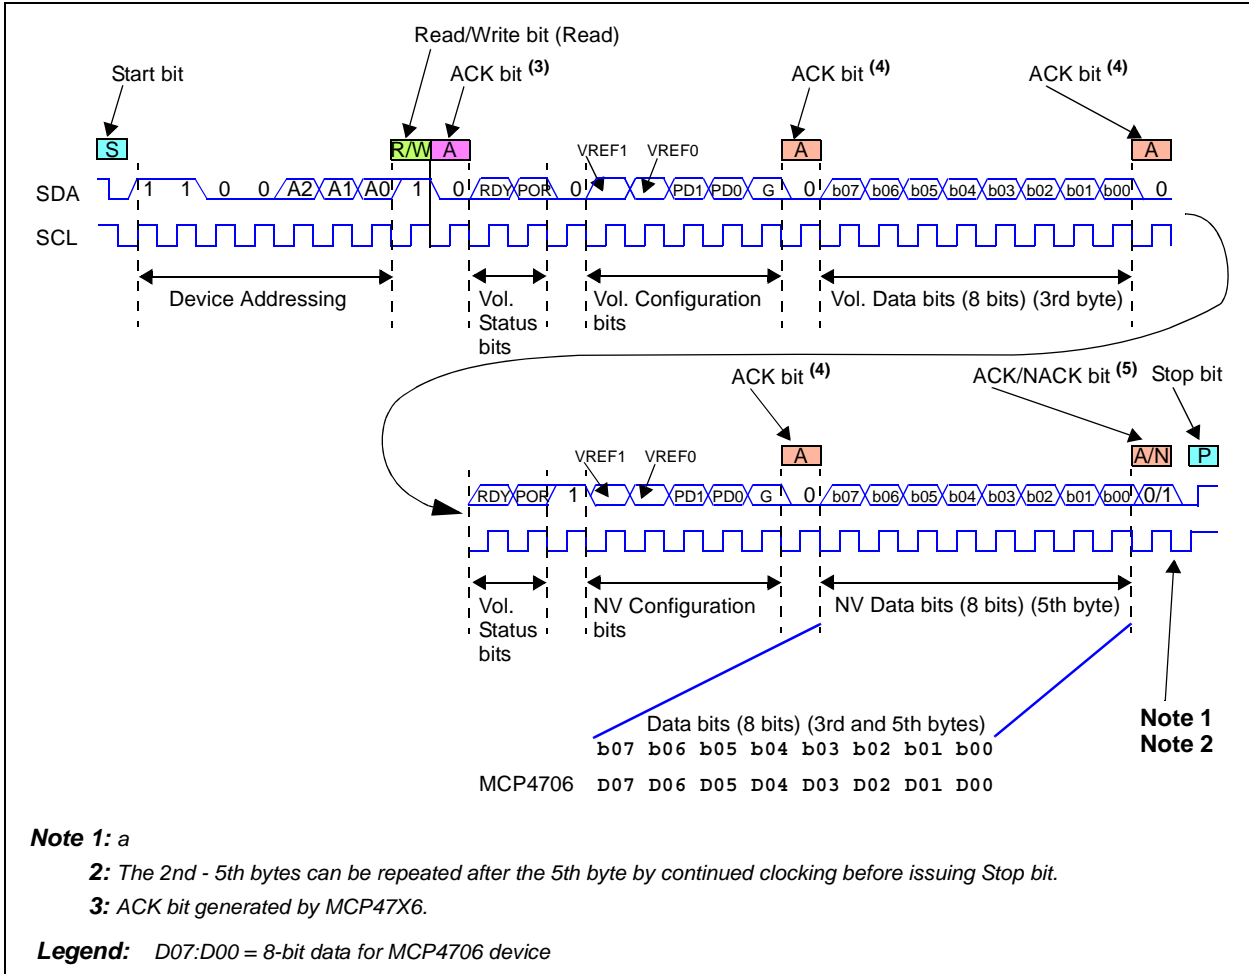 Read/Write bit (Read)
Start bit
ACK bit (3)
ACK bit (4)
ACK bit (4)
S
R/W
A
A
A
VREF1
VREF0
SDA
1 1 0 0 A2 A1 A0 1 0 RDY POR 0 PD1 PD0 G 0 b07 b06 b05 b04 b03 b02 b01 b00 0
SCL
Device Addressing
Vol.
Status
bits
Vol. Configuration
bits
Vol. Data bits (8 bits) (3rd byte)
ACK bit (4)
ACK/NACK bit (5)
Stop bit
A
A/N
P
VREF1
VREF0
RDY POR 1 PD1 PD0 G 0 b07 b06 b05 b04 b03 b02 b01 b00 0/1
Vol.
Status
bits
NV Configuration
bits
NV Data bits (8 bits) (5th byte)
Note 1
Note 2
Data bits (8 bits) (3rd and 5th bytes)
b07 b06 b05 b04 b03 b02 b01 b00
MCP4706 D07 D06 D05 D04 D03 D02 D01 D00
Note 1: a
2: The 2nd - 5th bytes can be repeated after the 5th byte by continued clocking before issuing Stop bit.
3: ACK bit generated by MCP47X6.
Legend: D07:D00 = 8-bit data for MCP4706 device